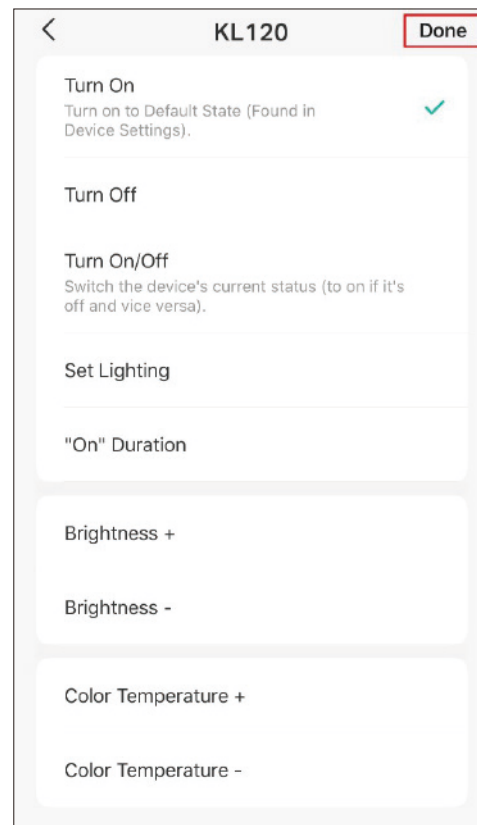 KL120
Done
Turn On
Turn on to Default State (Found in
Device Settings).
Turn Off
Turn On/Off
Switch the device's current status (to on if it's
off and vice versa).
Set Lighting
"On" Duration
Brightness +
Brightness -
Color Temperature +
Color Temperature -